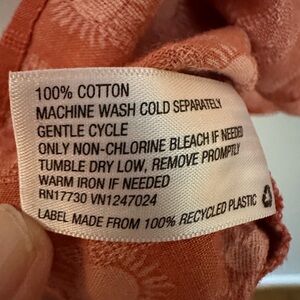 100% COTTON
MACHINE WASH COLD SEPARATELY
GENTLE CYCLE
ONLY NON-CHLORINE BLEACH IF NEEDED
TUMBLE DRY LOW, REMOVE PROMPTLY
WARM IRON IF NEEDED
RN17730 VN1247024
LABEL MADE FROM 100% RECYCLED PLASTIC